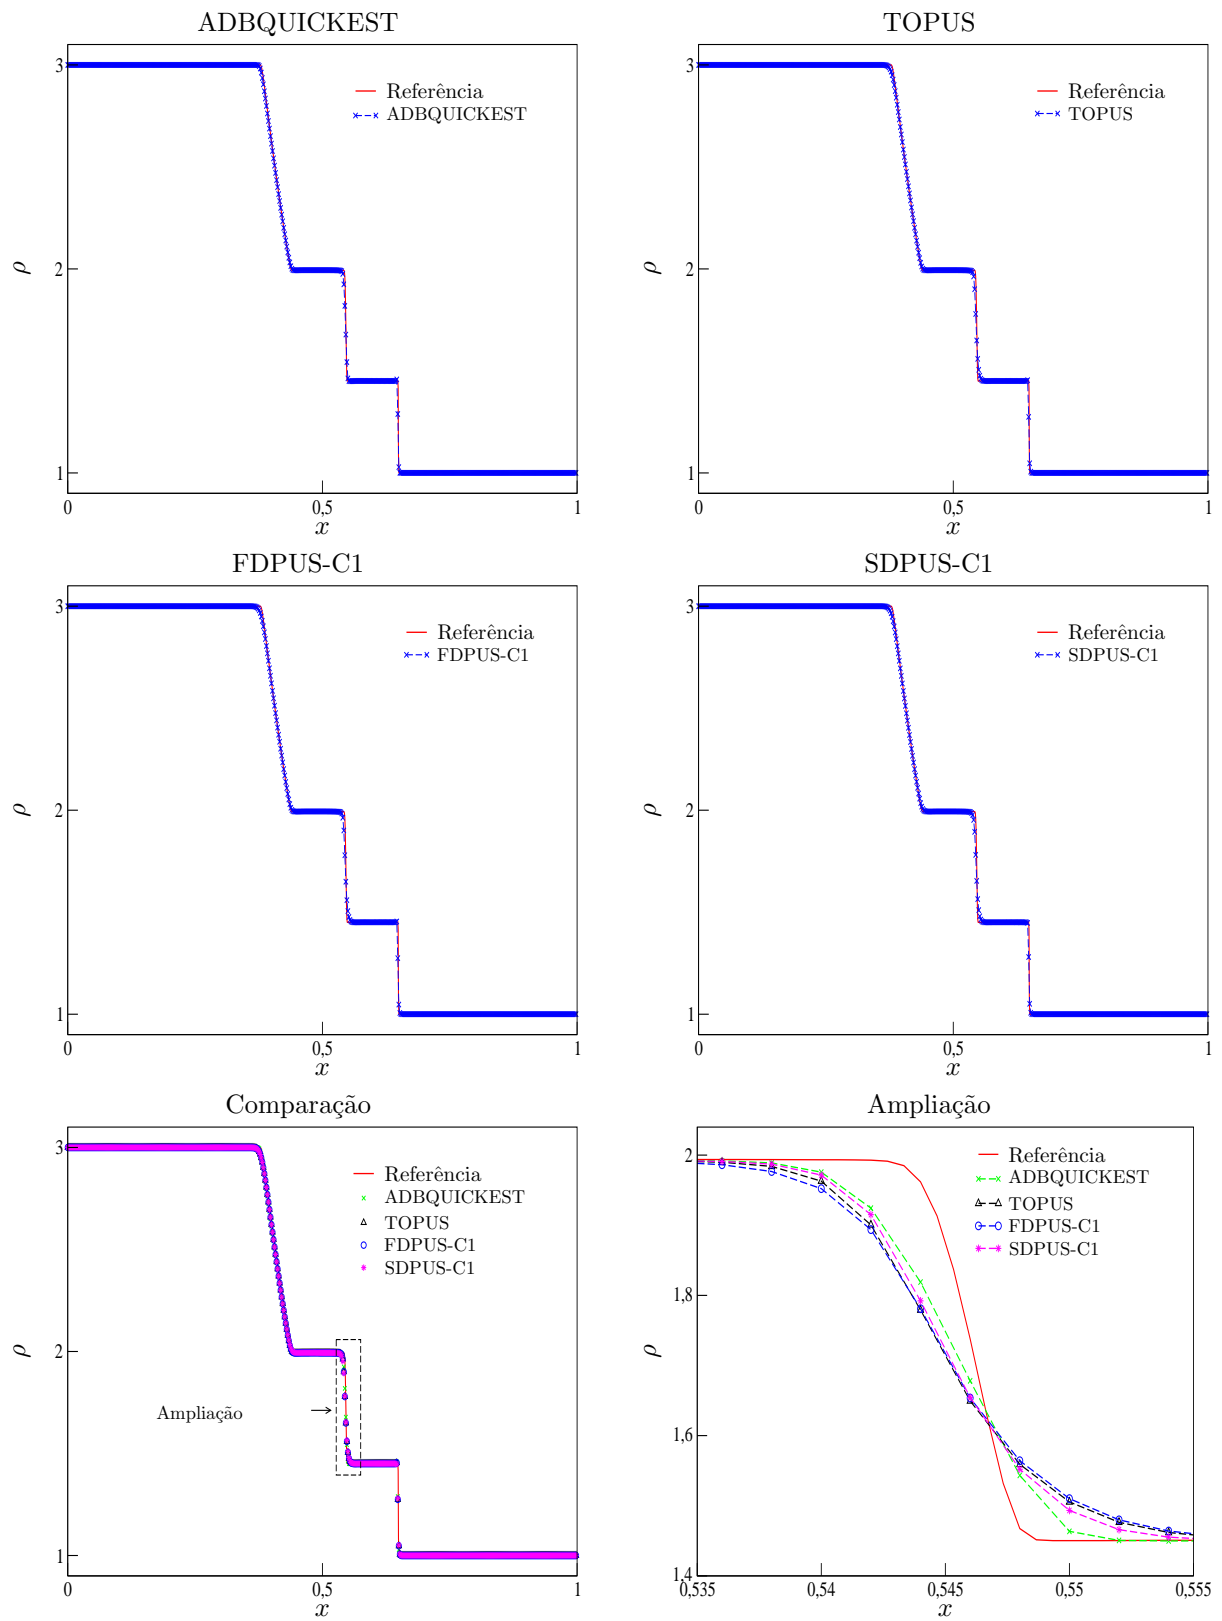 ADBQUICKEST
3
2
1
ρ
0
0,5
1
x
Referência
ADBQUICKEST
TOPUS
3
2
1
ρ
0
0,5
1
x
Referência
TOPUS
FDPUS-C1
3
2
1
ρ
0
0,5
1
x
Referência
FDPUS-C1
SDPUS-C1
3
2
1
ρ
0
0,5
1
x
Referência
SDPUS-C1
Comparação
3
2
1
ρ
0
0,5
1
x
Referência
ADBQUICKEST
TOPUS
FDPUS-C1
SDPUS-C1
Ampliação
Ampliação
2
1,8
1,6
1,4
ρ
0,535
0,54
0,545
0,55
0,555
x
Referência
ADBQUICKEST
TOPUS
FDPUS-C1
SDPUS-C1